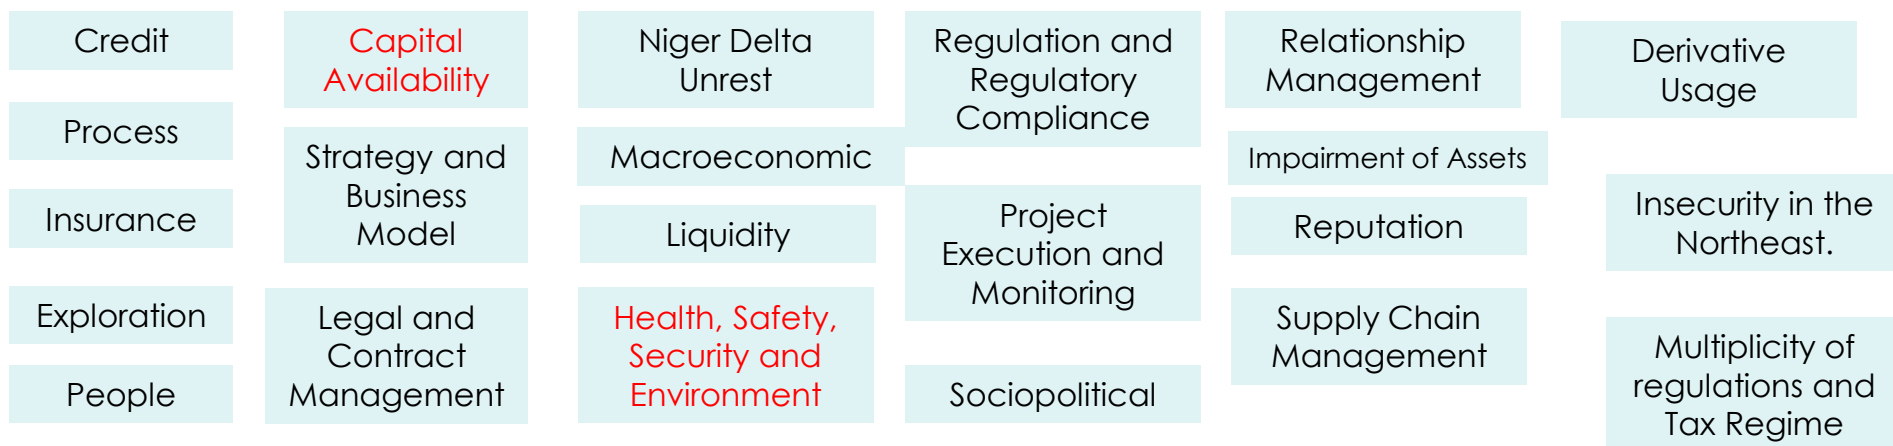 Credit
Process
Insurance
Exploration
People
Capital
Availability
Strategy and
Business
Model
Legal and
Contract
Management
Niger Delta
Unrest
Macroeconomic
Liquidity
Health, Safety,
Security and
Environment
Regulation and
Regulatory
Compliance
Project
Execution and
Monitoring
Sociopolitical
Relationship
Management
Impairment of Assets
Reputation
Supply Chain
Management
Derivative
Usage
Insecurity in the
Northeast.
Multiplicity of
regulations and
Tax Regime